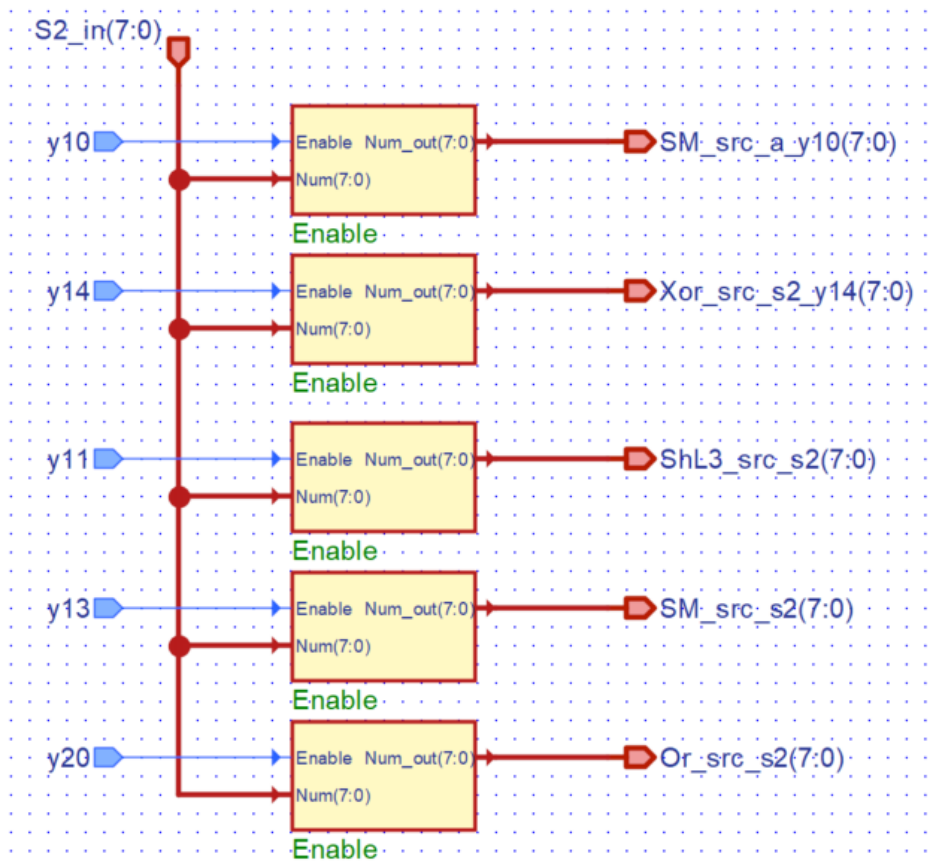 S2_in(7:0)
y10 Enable Num_out(7:0) SM_src_a_y10(7:0)
Num(7:0)
Enable
y14 Enable Num_out(7:0) Xor_src_s2_y14(7:0)
Num(7:0)
Enable
y11 Enable Num_out(7:0) ShL3_src_s2(7:0)
Num(7:0)
Enable
y13 Enable Num_out(7:0) SM_src_s2(7:0)
Num(7:0)
Enable
y20 Enable Num_out(7:0) Or_src_s2(7:0)
Num(7:0)
Enable